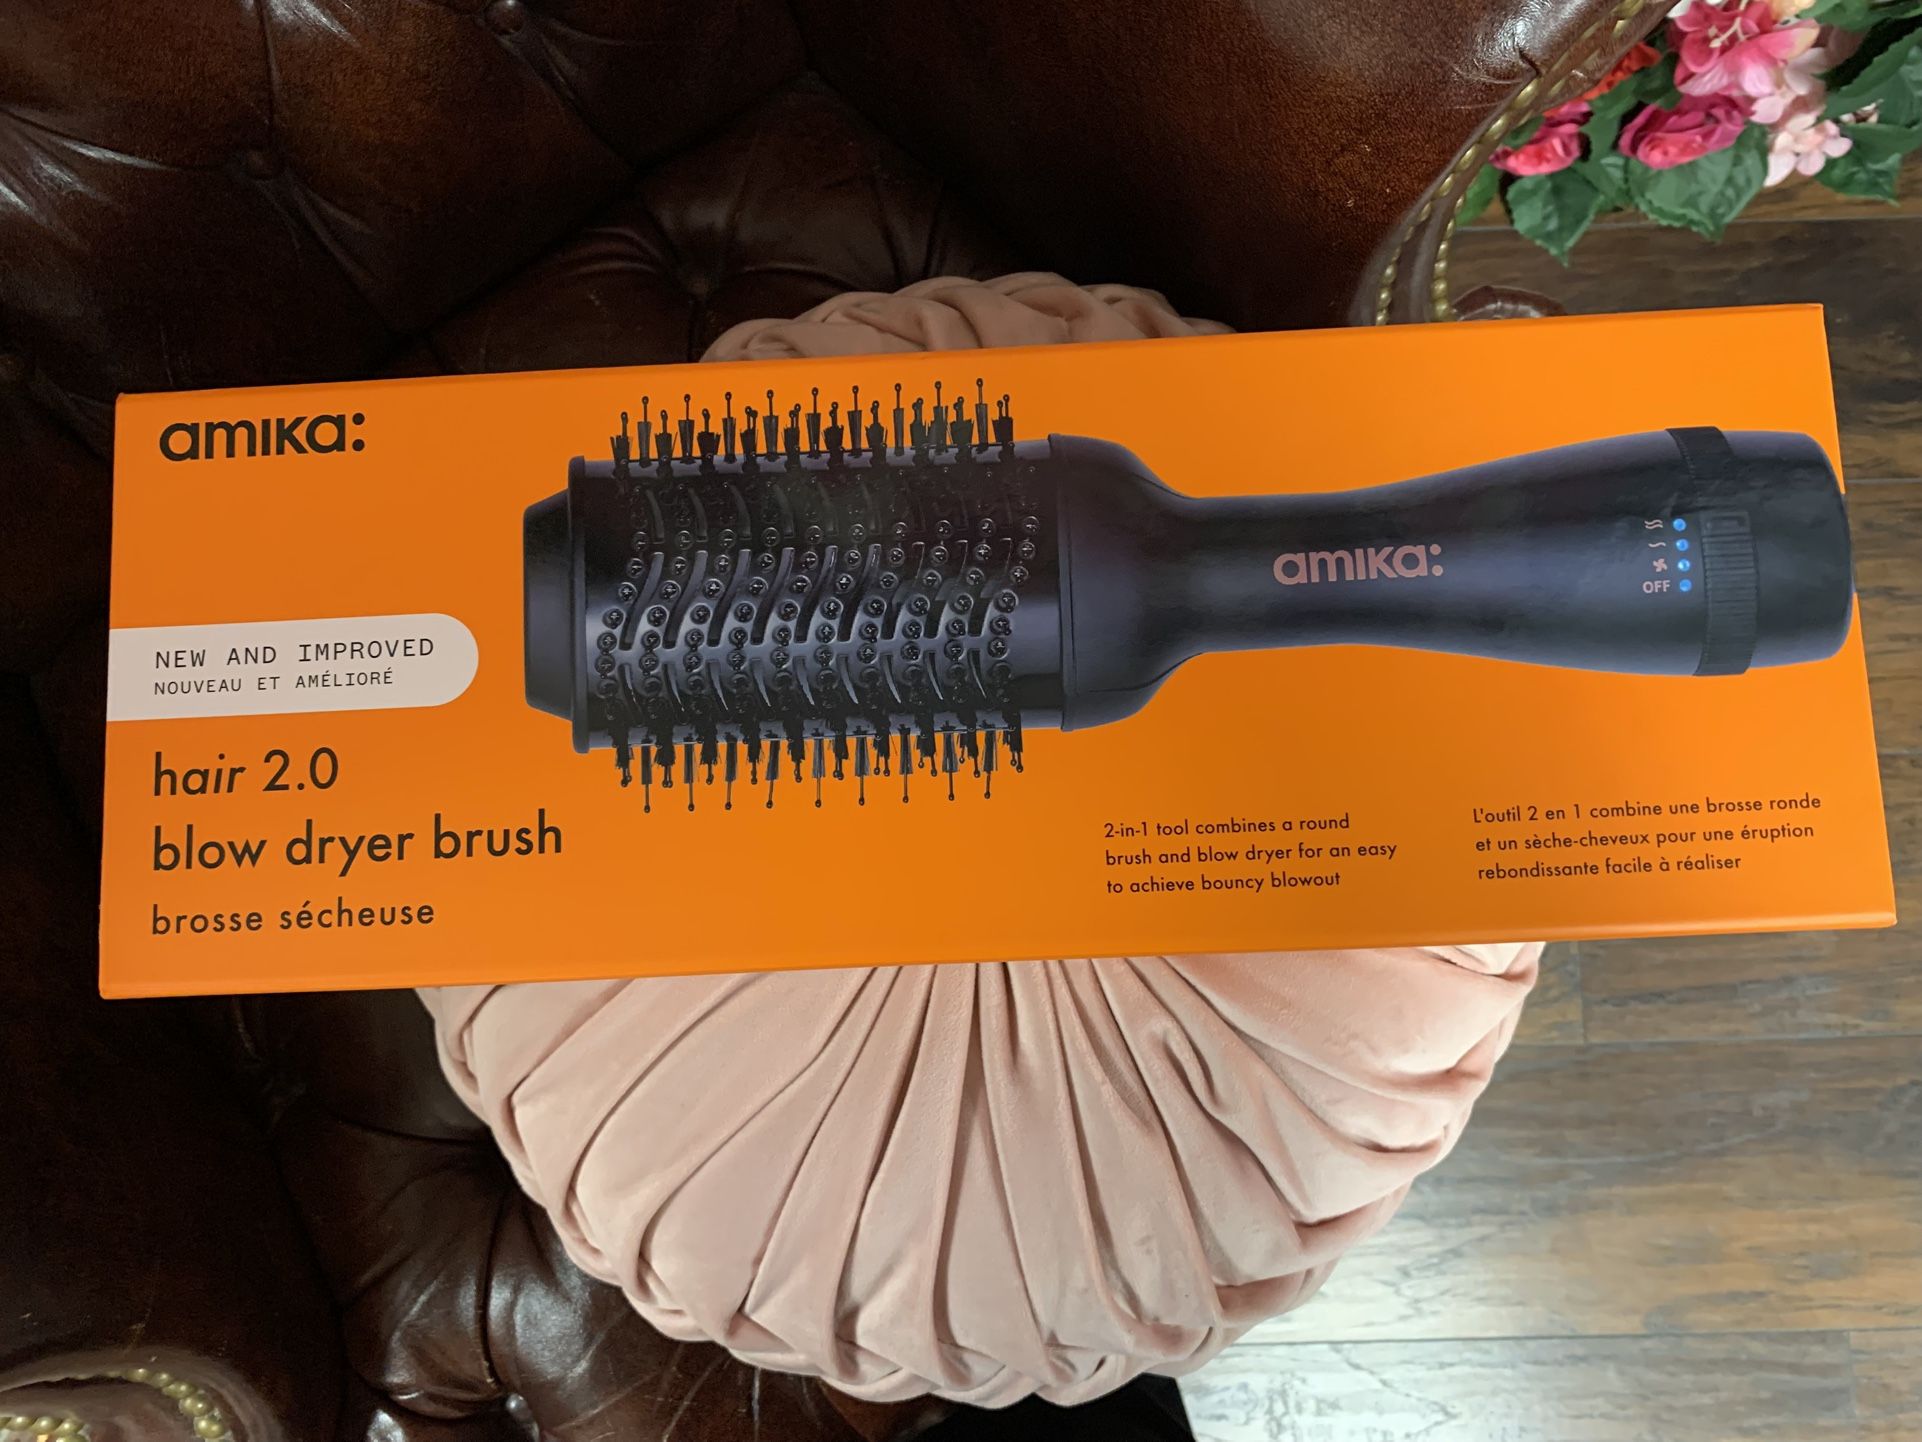 amika:
NEW AND IMPROVED
NOUVEAU ET AMÉLIORÉ
hair 2.0
blow dryer brush
brosse sécheuse
amika:
OFF
2-in-1 tool combines a round
brush and blow dryer for an easy
to achieve bouncy blowout
L'outil 2 en 1 combine une brosse ronde
et un sèche-cheveux pour une éruption
rebondissante facile à réaliser